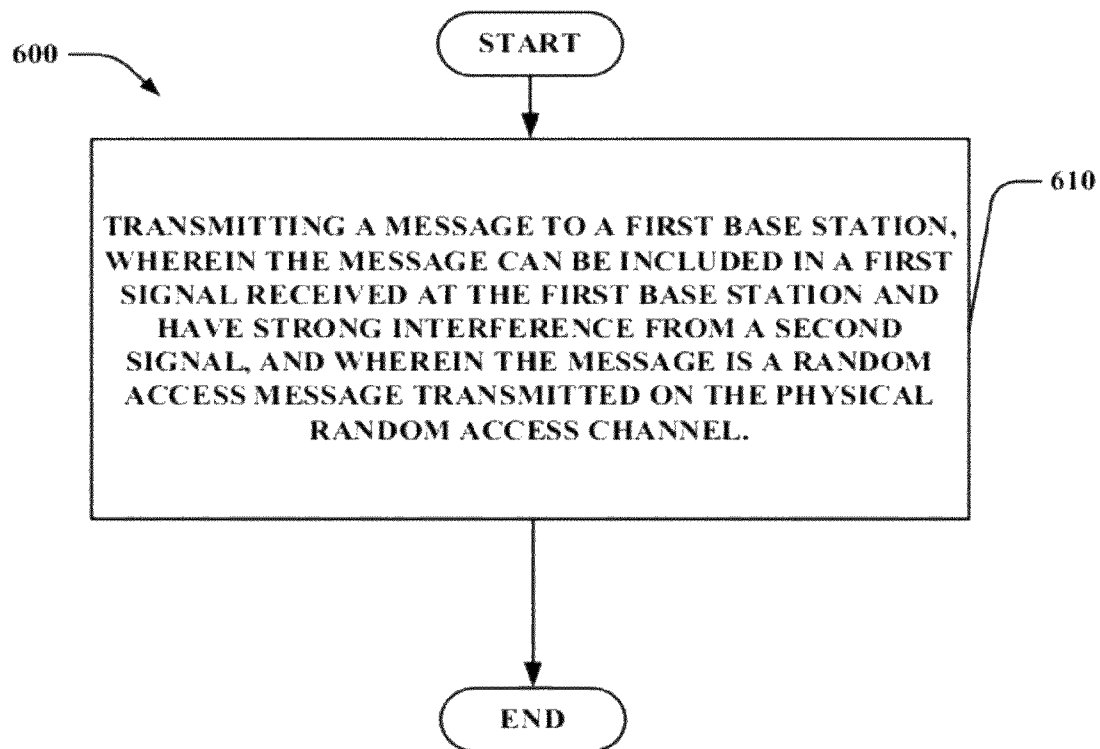 START
600
610
TRANSMITTING A MESSAGE TO A FIRST BASE STATION,
WHEREIN THE MESSAGE CAN BE INCLUDED IN A FIRST
SIGNAL RECEIVED AT THE FIRST BASE STATION AND
HAVE STRONG INTERFERENCE FROM A SECOND
SIGNAL, AND WHEREIN THE MESSAGE IS A RANDOM
ACCESS MESSAGE TRANSMITTED ON THE PHYSICAL
RANDOM ACCESS CHANNEL.
END